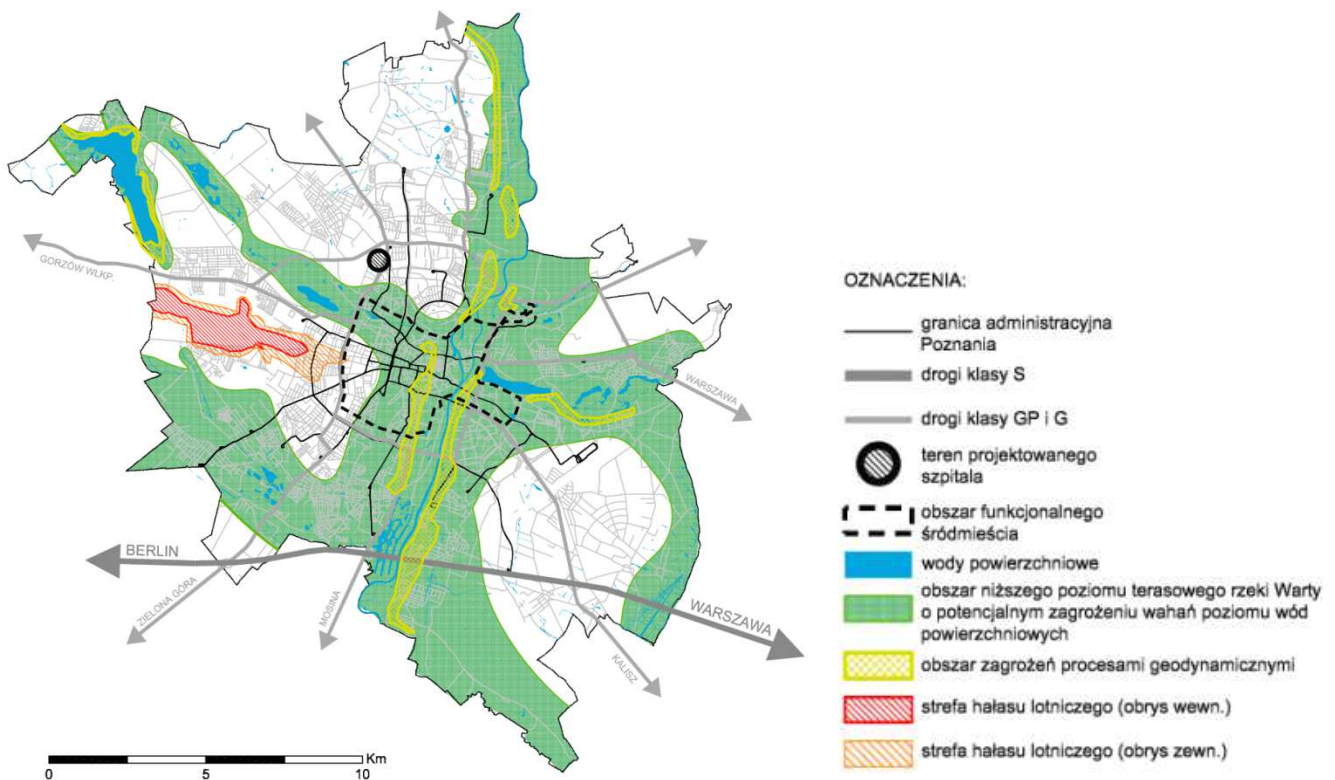 GORZÓW WLKP.
WARSZAWA
BERLIN
ZIELONA GÓRA
MOSINA
KALISZ
WARSZAWA
Km
0
5
10
OZNACZENIA:
granica administracyjna
Poznania
drogi klasy S
drogi klasy GP i G
teren projektowanego
szpitala
obszar funkcjonalnego
śródmieścia
wody powierzchniowe
obszar niższego poziomu terasowego rzeki Warty
o potencjalnym zagrożeniu wahań poziomu wód
powierzchniowych
obszar zagrożeń procesami geodynamicznymi
strefa hałasu lotniczego (obrys wewn.)
strefa hałasu lotniczego (obrys zewn.)